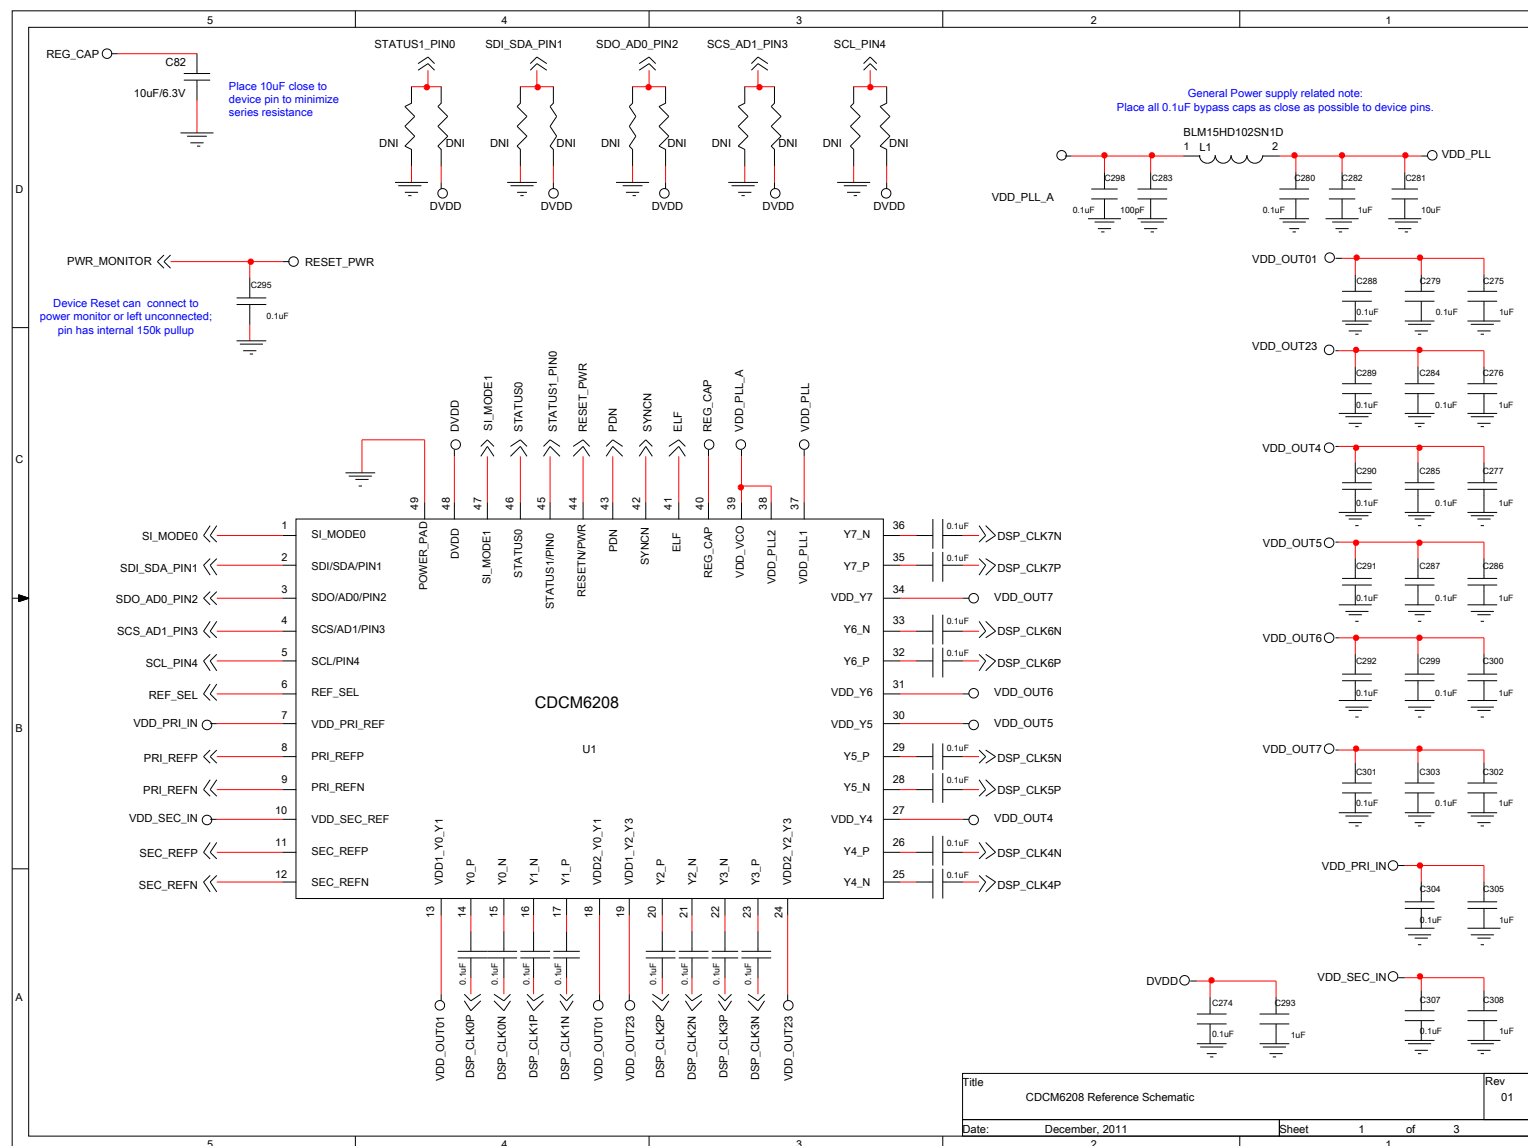 5 4 3 2 1
REG_CAP
C82
10uF/6.3V
Place 10uF close to
device pin to minimize
series resistance
STATUS1_PIN0 SDI_SDA_PIN1 SDO_AD0_PIN2 SCS_AD1_PIN3 SCL_PIN4
DNI DNI DNI DNI DNI DNI DNI DNI DNI DNI
DVDD DVDD DVDD DVDD DVDD
General Power supply related note:
Place all 0.1uF bypass caps as close as possible to device pins.
BLM15HD102SN1D
1 L1 2
VDD_PLL
VDD_PLL_A
C298 C283 C280 C282 C281
0.1uF 100pF 0.1uF 1uF 10uF
D
PWR_MONITOR
RESET_PWR
C295
0.1uF
Device Reset can connect to
power monitor or left unconnected;
pin has internal 150k pullup
VDD_OUT01
C288 C279 C275
0.1uF 0.1uF 1uF
VDD_OUT23
C289 C284 C276
0.1uF 0.1uF 1uF
VDD_OUT4
C290 C285 C277
0.1uF 0.1uF 1uF
VDD_OUT5
C291 C287 C286
0.1uF 0.1uF 1uF
VDD_OUT6
C292 C299 C300
0.1uF 0.1uF 1uF
VDD_OUT7
C301 C303 C302
0.1uF 0.1uF 1uF
VDD_PRI_IN
C304 C305
0.1uF 1uF
VDD_SEC_IN
C307 C308
0.1uF 1uF
DVDD
C274 C293
0.1uF 1uF
C
B
A
DVDD SI_MODE1 STATUS0 STATUS1_PIN0 RESET_PWR PDN SYNCN ELF REG_CAP VDD_PLL_A VDD_PLL
49 48 47 46 45 44 43 42 41 40 39 38 37
POWER_PAD DVDD SI_MODE1 STATUS0 STATUS1/PIN0 RESETN/PWR PDN SYNCN ELF REG_CAP VDD_VCO VDD_PLL2 VDD_PLL1
SI_MODE0 1 SI_MODE0
SDI_SDA_PIN1 2 SDI/SDA/PIN1
SDO_AD0_PIN2 3 SDO/AD0/PIN2
SCS_AD1_PIN3 4 SCS/AD1/PIN3
SCL_PIN4 5 SCL/PIN4
REF_SEL 6 REF_SEL
VDD_PRI_IN 7 VDD_PRI_REF
PRI_REFP 8 PRI_REFP
PRI_REFN 9 PRI_REFN
VDD_SEC_IN 10 VDD_SEC_REF
SEC_REFP 11 SEC_REFP
SEC_REFN 12 SEC_REFN
CDCM6208
U1
Y7_N 36 0.1uF DSP_CLK7N
Y7_P 35 0.1uF DSP_CLK7P
VDD_Y7 34 VDD_OUT7
Y6_N 33 0.1uF DSP_CLK6N
Y6_P 32 0.1uF DSP_CLK6P
VDD_Y6 31 VDD_OUT6
VDD_Y5 30 VDD_OUT5
Y5_P 29 0.1uF DSP_CLK5N
Y5_N 28 0.1uF DSP_CLK5P
VDD_Y4 27 VDD_OUT4
Y4_P 26 0.1uF DSP_CLK4N
Y4_N 25 0.1uF DSP_CLK4P
VDD1_Y0_Y1 Y0_P Y0_N Y1_N Y1_P VDD2_Y0_Y1 VDD1_Y2_Y3 Y2_P Y2_N Y3_N Y3_P VDD2_Y2_Y3
13 14 15 16 17 18 19 20 21 22 23 24
0.1uF 0.1uF 0.1uF 0.1uF 0.1uF 0.1uF 0.1uF 0.1uF
VDD_OUT01 DSP_CLK0P DSP_CLK0N DSP_CLK1P DSP_CLK1N VDD_OUT01 VDD_OUT23 DSP_CLK2P DSP_CLK2N DSP_CLK3P DSP_CLK3N VDD_OUT23
Title
CDCM6208 Reference Schematic
Rev
01
Date: December, 2011 Sheet 1 of 3
5 4 3 2 1